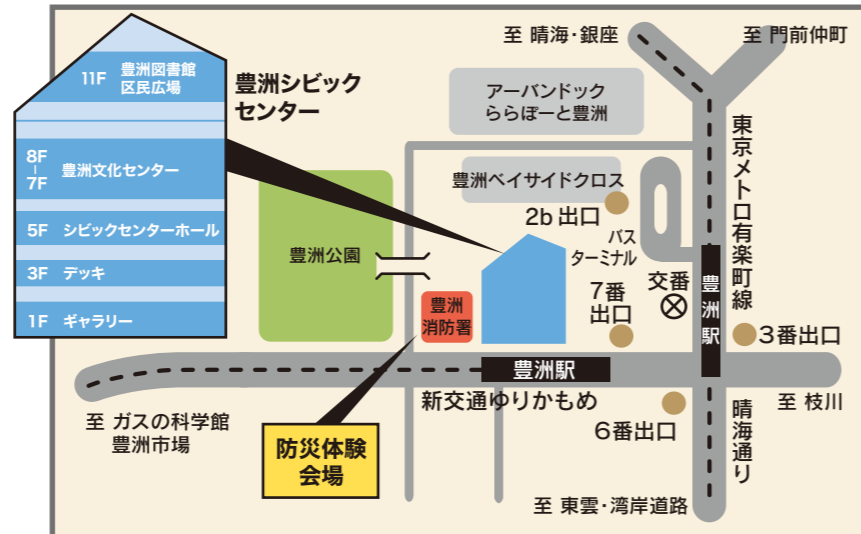 11F 豊洲図書館
区民広場
8F-7F 豊洲文化センター
5F シビックセンターホール
3F デッキ
1F ギャラリー
豊洲シビック
センター
至 晴海・銀座
至 門前仲町
アーバンドック
ららぽーと豊洲
豊洲ベイサイドクロス
2b 出口
バス
ターミナル
東京メトロ有楽町線
豊洲公園
豊洲
消防署
7番
出口
交番
豊洲駅
3番出口
豊洲駅
新交通ゆりかもめ
6番出口
至 枝川
晴海通り
至 ガスの科学館
豊洲市場
防災体験
会場
至 東雲・湾岸道路